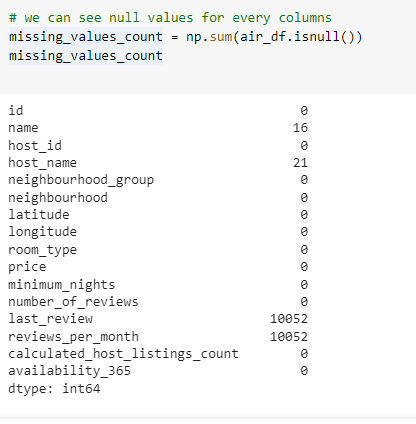 # we can see null values for every columns
missing_values_count = np.sum(air_df.isnull())
missing_values_count
id 0
name 16
host_id 0
host_name 21
neighbourhood_group 0
neighbourhood 0
latitude 0
longitude 0
room_type 0
price 0
minimum_nights 0
number_of_reviews 0
last_review 10052
reviews_per_month 10052
calculated_host_listings_count 0
availability_365 0
dtype: int64